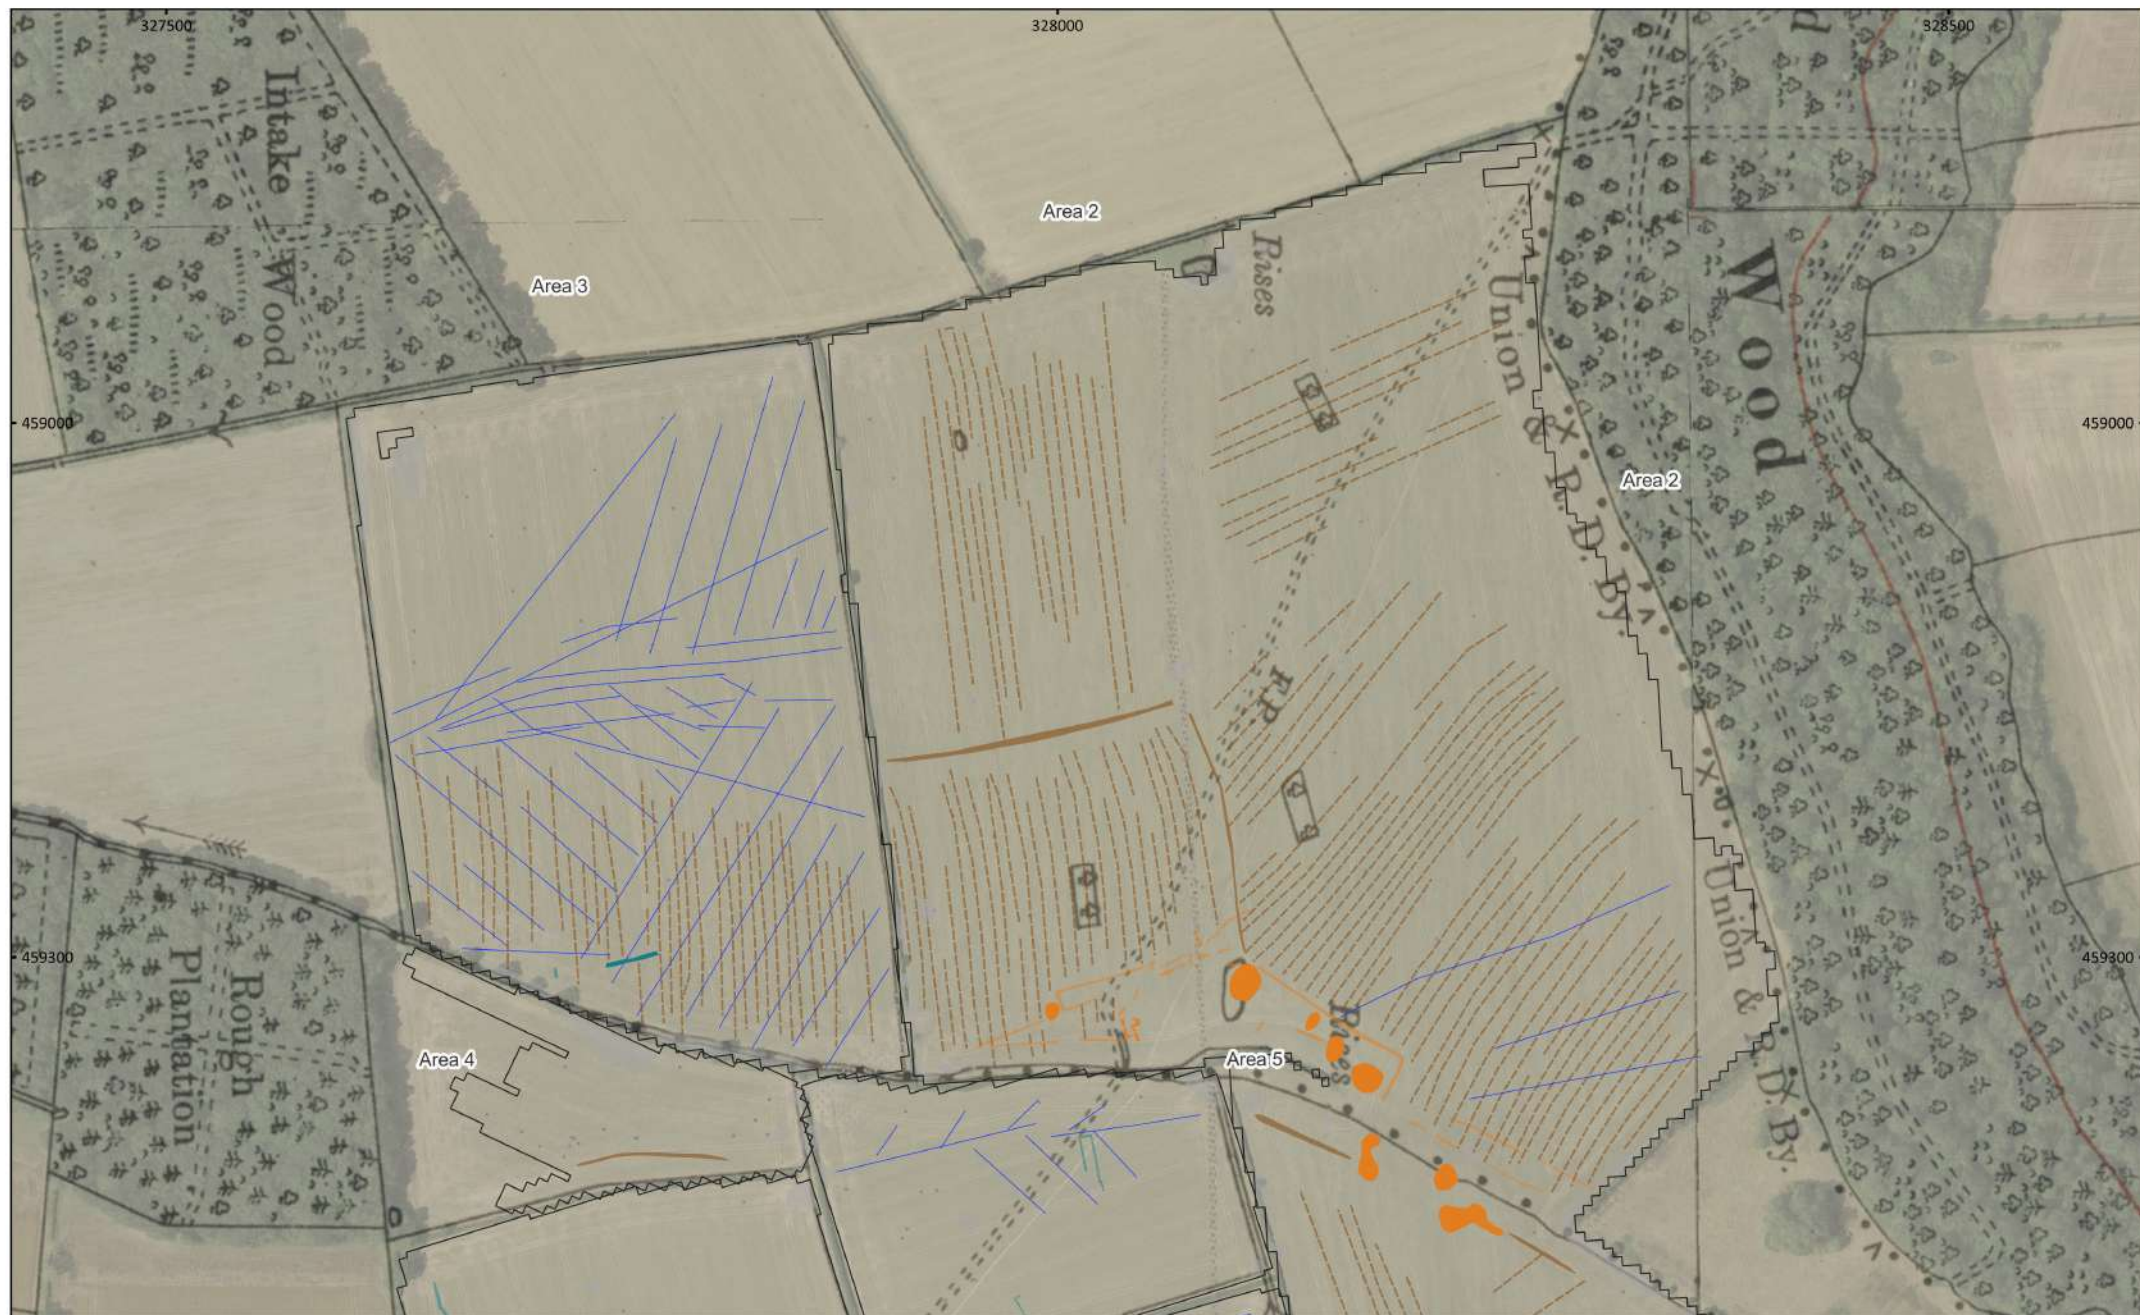 327500
328000
328500
Intake
Wood
Area 2
Area 3
Rises
d
Wood
Union & R. D. By.
459000
459000
Area 2
F.P.
Union & R.D. By.
459300
459300
Rough
Plantation
Area 4
Area 5
Rises